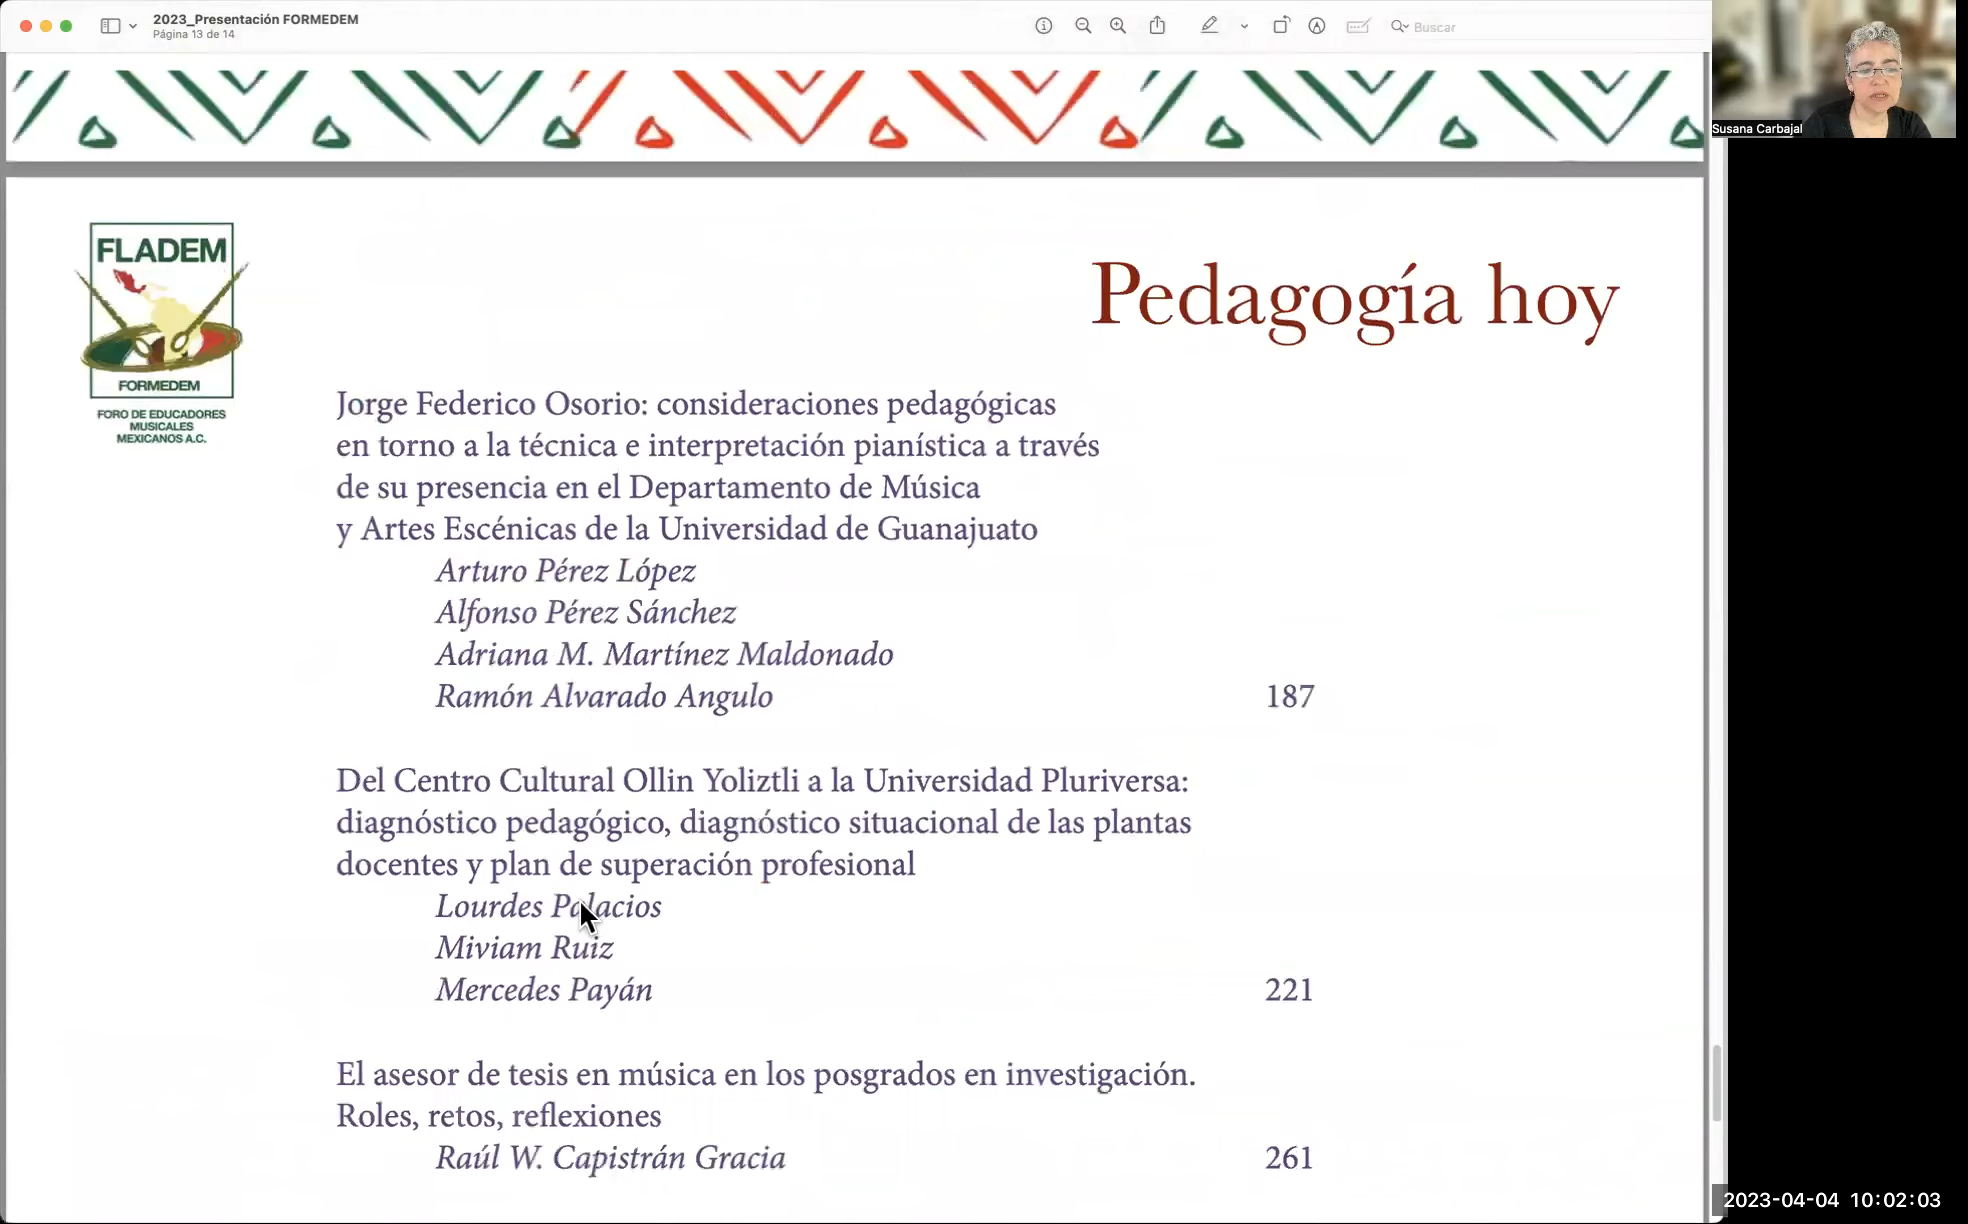 2023_Presentación FORMEDEM
Página 13 de 14
Buscar
Susana Carbajal
FLADEM
FORMEDEM
FORO DE EDUCADORES
MUSICALES
MEXICANOS A.C.
Pedagogía hoy
Jorge Federico Osorio: consideraciones pedagógicas
en torno a la técnica e interpretación pianística a través
de su presencia en el Departamento de Música
y Artes Escénicas de la Universidad de Guanajuato
Arturo Pérez López
Alfonso Pérez Sánchez
Adriana M. Martínez Maldonado
Ramón Alvarado Angulo 187
Del Centro Cultural Ollin Yoliztli a la Universidad Pluriversa:
diagnóstico pedagógico, diagnóstico situacional de las plantas
docentes y plan de superación profesional
Lourdes Palacios
Miviam Ruiz
Mercedes Payán 221
El asesor de tesis en música en los posgrados en investigación.
Roles, retos, reflexiones
Raúl W. Capistrán Gracia 261
2023-04-04 10:02:03